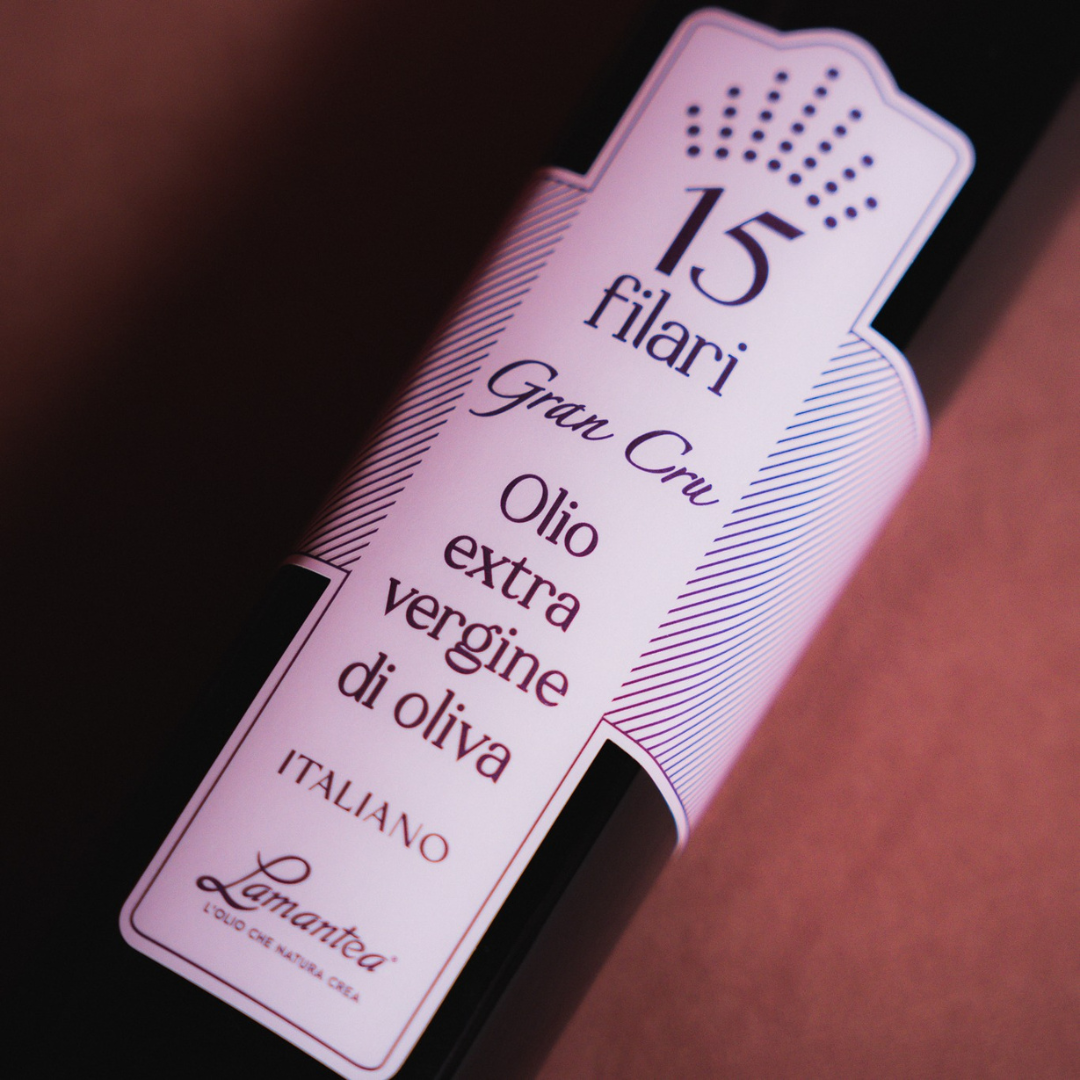 15
filari
Gran Cru
Olio
extra
vergine
di oliva
ITALIANO
Lamantea®
L'OLIO CHE NATURA CREA